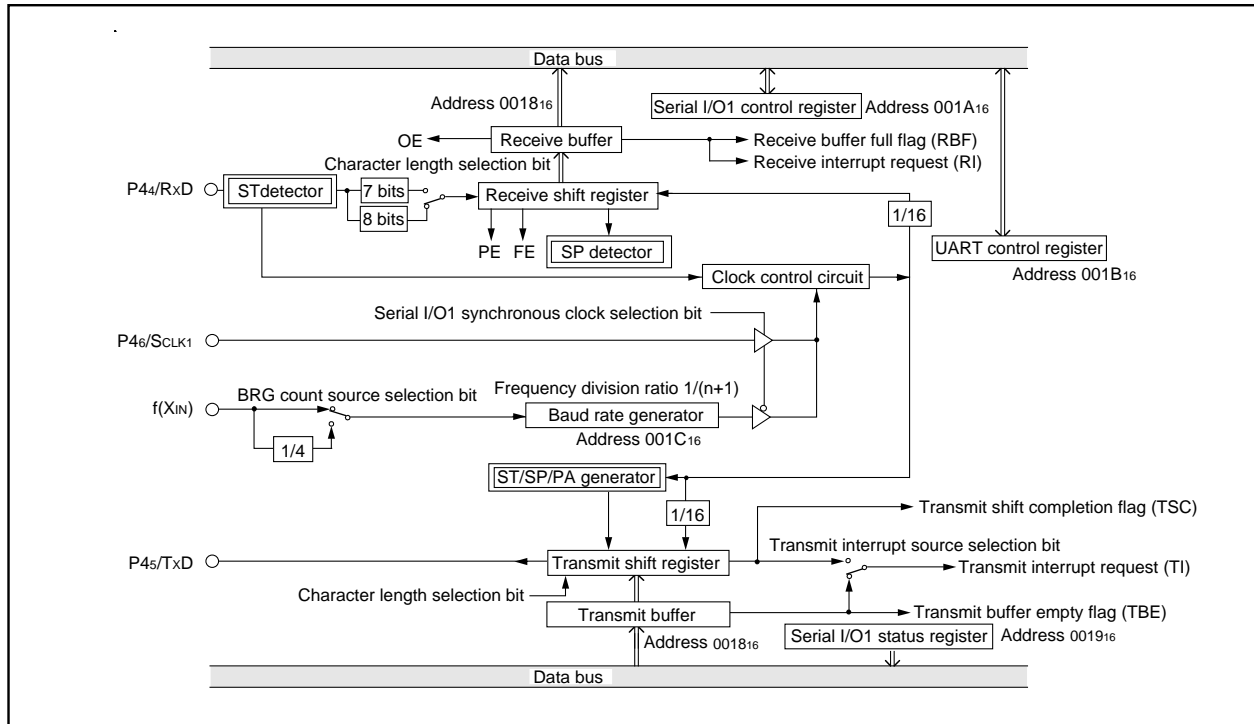 Data bus
Address 0018₁₆
Serial I/O1 control register Address 001A₁₆
OE Receive buffer Receive buffer full flag (RBF)
Receive interrupt request (RI)
Character length selection bit
P4₄/RxD STdetector 7 bits Receive shift register
8 bits
1/16
PE FE SP detector
UART control register
Address 001B₁₆
Clock control circuit
Serial I/O1 synchronous clock selection bit
P4₆/SCLK1
BRG count source selection bit Frequency division ratio 1/(n+1)
f(XIN) Baud rate generator
1/4 Address 001C₁₆
ST/SP/PA generator
1/16 Transmit shift completion flag (TSC)
Transmit interrupt source selection bit
P4₅/TxD Transmit shift register Transmit interrupt request (TI)
Character length selection bit
Transmit buffer Transmit buffer empty flag (TBE)
Address 0018₁₆ Serial I/O1 status register Address 0019₁₆
Data bus